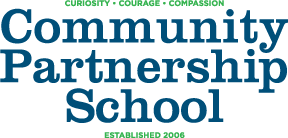 CURIOSITY • COURAGE • COMPASSION
Community
Partnership
School
ESTABLISHED 2006